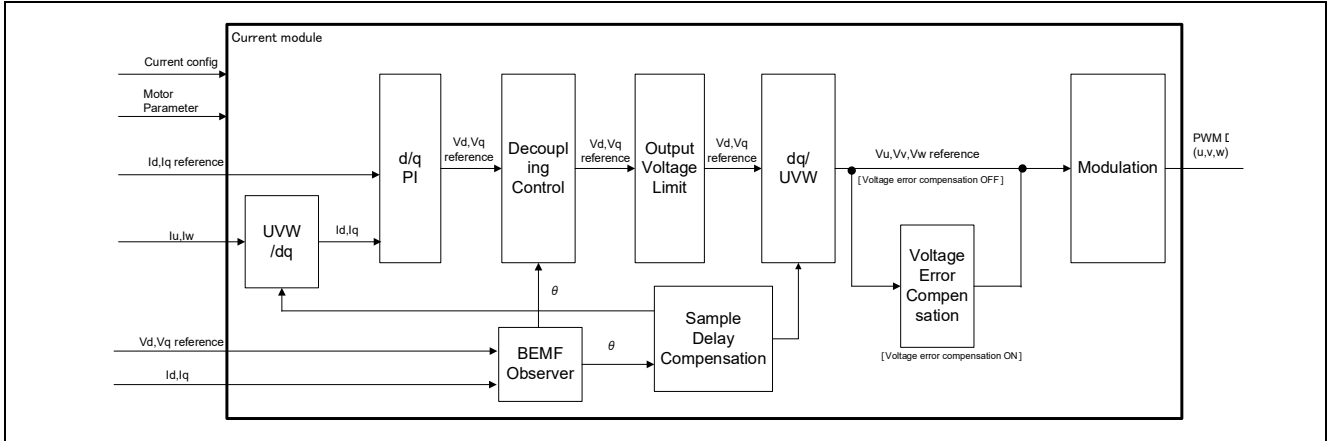 Current module
Current config
Motor
Parameter
Id,Iq reference
Iu,Iw
UVW
/dq
Id,Iq
d/q
PI
Vd,Vq
reference
Decoupl
ing
Control
Vd,Vq
reference
Output
Voltage
Limit
Vd,Vq
reference
dq/
UVW
Vu,Vv,Vw reference
[Voltage error compensation OFF]
Voltage
Error
Compen
sation
[Voltage error compensation ON]
Modulation
PWM
(u,v,w)
θ
Vd,Vq reference
Id,Iq
BEMF
Observer
θ
Sample
Delay
Compensation